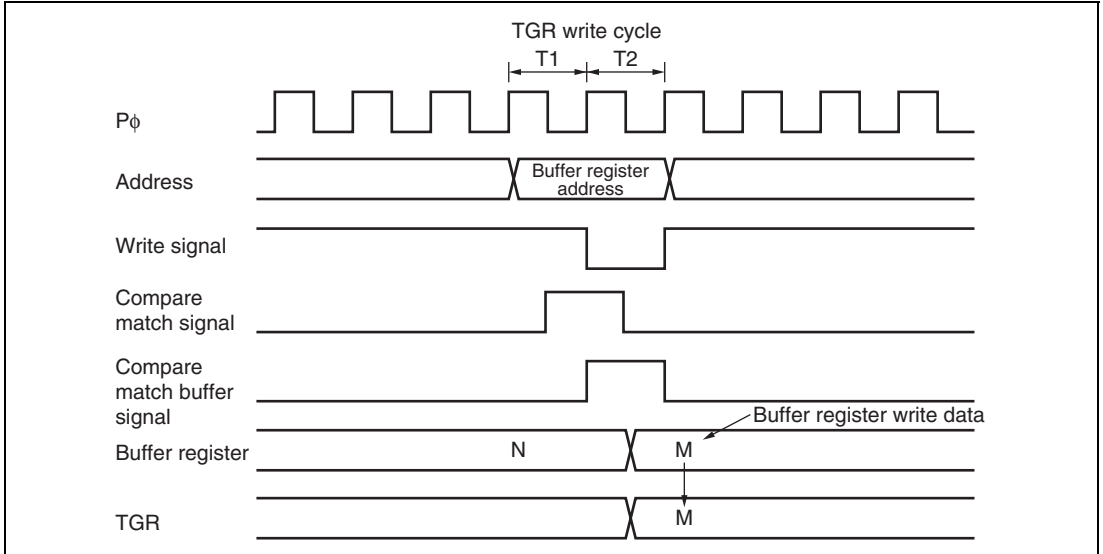 TGR write cycle
T1 T2
Pϕ
Address
Buffer register
address
Write signal
Compare
match signal
Compare
match buffer
signal
Buffer register write data
Buffer register
N
M
TGR
M